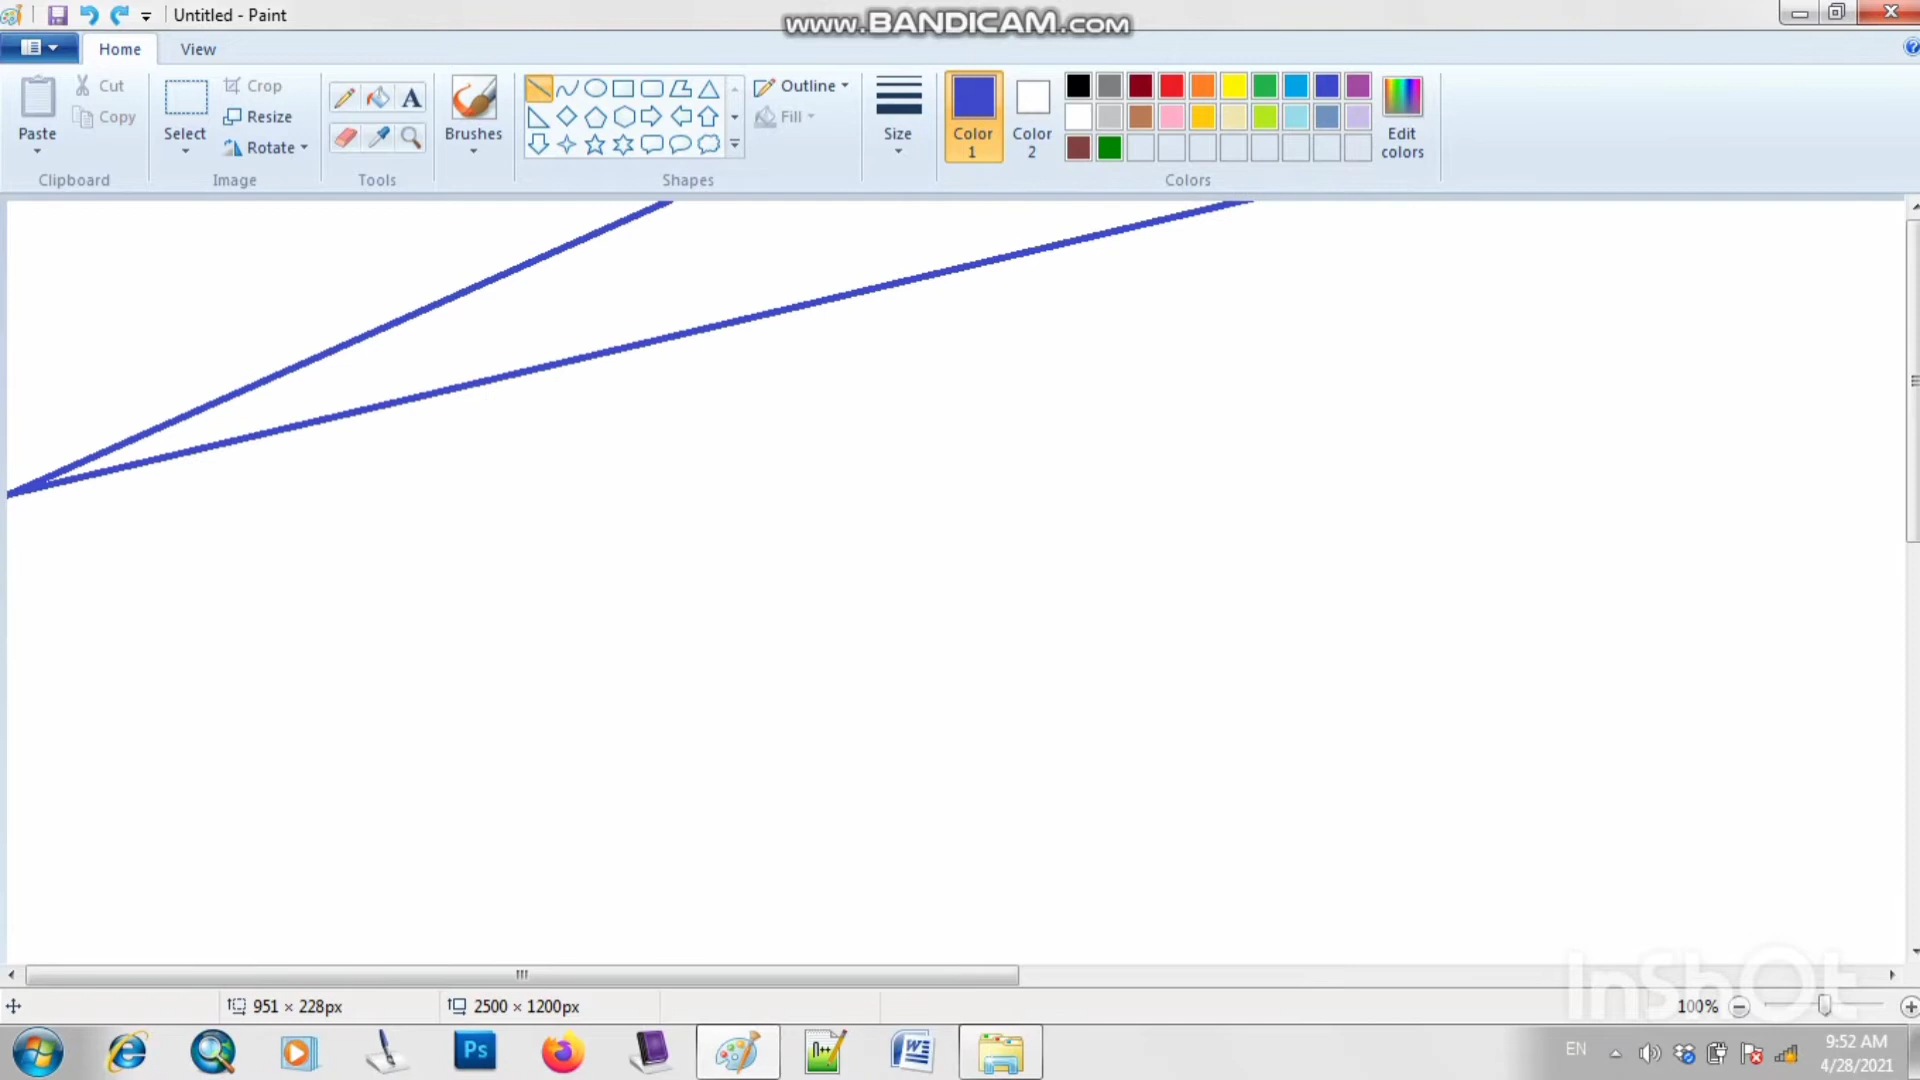 Untitled - Paint
www.BANDICAM.com
Home
View
Paste
Cut
Copy
Clipboard
Select
Crop
Resize
Rotate
Image
A
Tools
Brushes
Shapes
Outline
Fill
Size
Color
1
Color
2
Colors
Edit
colors
951 × 228px
2500 × 1200px
100%
InShOt
Ps
n++
W
EN
9:52 AM
4/28/2021